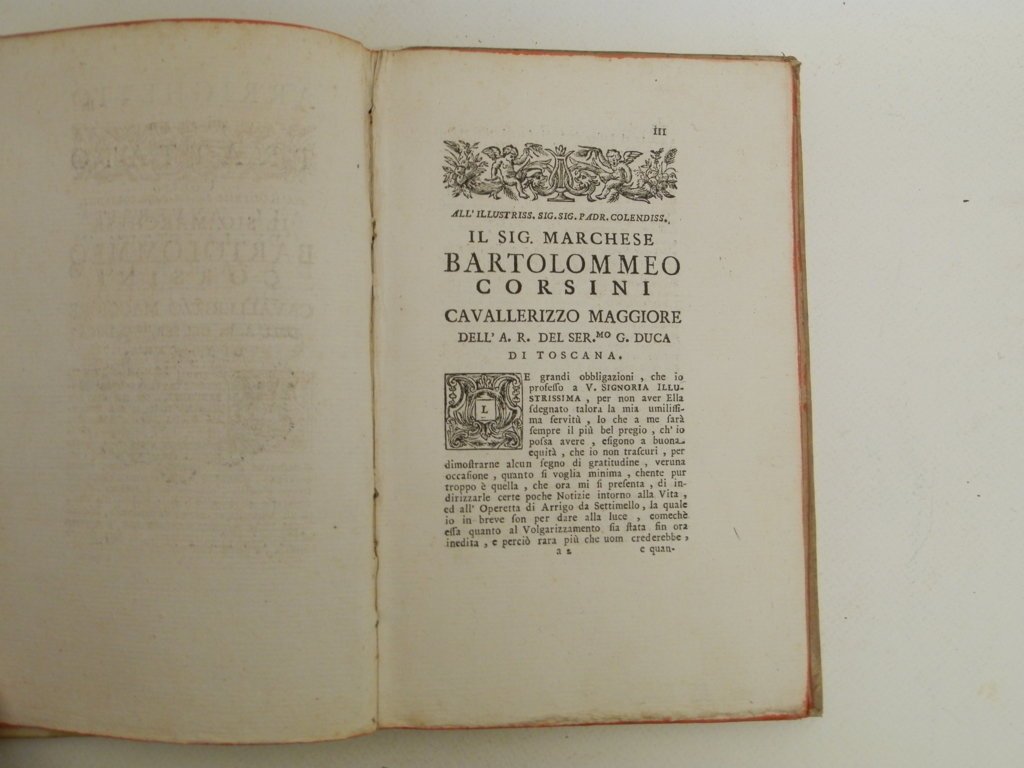 III
ALL' ILLUSTRISS. SIG. SIG. PADR. COLENDISS.
IL SIG. MARCHESE
BARTOLOMMEO
CORSINI
CAVALLERIZZO MAGGIORE
DELL' A. R. DEL SER.MO G. DUCA
DI TOSCANA.
LE grandi obbligazioni , che io
professo a V. SIGNORIA ILLU-
STRISSIMA , per non aver Ella
sdegnato talora la mia umilissi-
ma servitù , lo che a me sarà
sempre il più bel pregio , ch' io
possa avere , esigono a buona
equità , che io non trascuri , per
dimostrarne alcun segno di gratitudine , veruna
occasione , quanto si voglia minima , chente pur
troppo è quella , che ora mi si presenta , di in-
dirizzarle certe poche Notizie intorno alla Vita ,
ed all' Operetta di Arrigo da Settimello , la quale
io in breve son per dare alla luce , comechè
essa quanto al Volgarizzamento sia stata sin ora
inedita , e perciò rara più che uom crederebbe ,
a 2 e quan-